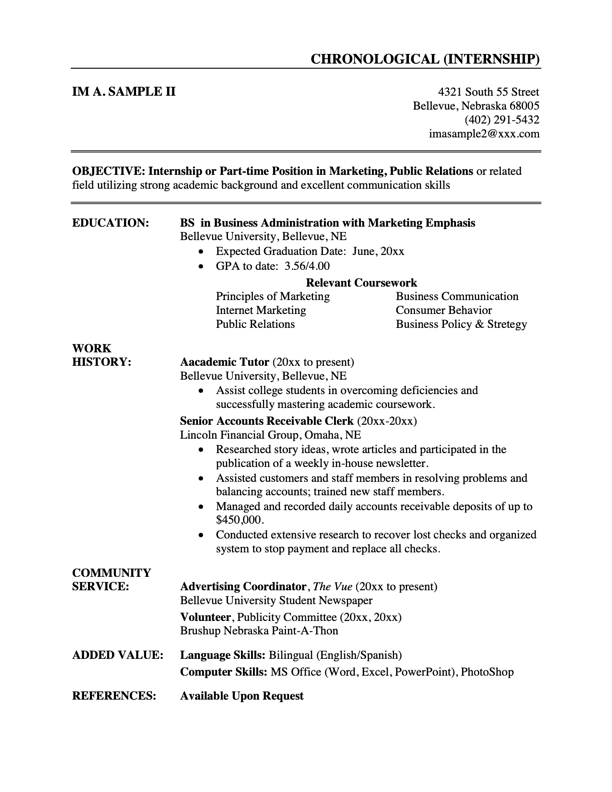 CHRONOLOGICAL (INTERNSHIP)
IM A. SAMPLE II
4321 South 55 Street
Bellevue, Nebraska 68005
(402) 291-5432
imasample2@xxx.com
OBJECTIVE: Internship or Part-time Position in Marketing, Public Relations or related
field utilizing strong academic background and excellent communication skills
EDUCATION: BS in Business Administration with Marketing Emphasis
Bellevue University, Bellevue, NE
• Expected Graduation Date: June, 20xx
• GPA to date: 3.56/4.00
Relevant Coursework
Principles of Marketing Business Communication
Internet Marketing Consumer Behavior
Public Relations Business Policy & Stretegy
WORK
HISTORY: Aacademic Tutor (20xx to present)
Bellevue University, Bellevue, NE
• Assist college students in overcoming deficiencies and
successfully mastering academic coursework.
Senior Accounts Receivable Clerk (20xx-20xx)
Lincoln Financial Group, Omaha, NE
• Researched story ideas, wrote articles and participated in the
publication of a weekly in-house newsletter.
• Assisted customers and staff members in resolving problems and
balancing accounts; trained new staff members.
• Managed and recorded daily accounts receivable deposits of up to
$450,000.
• Conducted extensive research to recover lost checks and organized
system to stop payment and replace all checks.
COMMUNITY
SERVICE: Advertising Coordinator, The Vue (20xx to present)
Bellevue University Student Newspaper
Volunteer, Publicity Committee (20xx, 20xx)
Brushup Nebraska Paint-A-Thon
ADDED VALUE: Language Skills: Bilingual (English/Spanish)
Computer Skills: MS Office (Word, Excel, PowerPoint), PhotoShop
REFERENCES: Available Upon Request